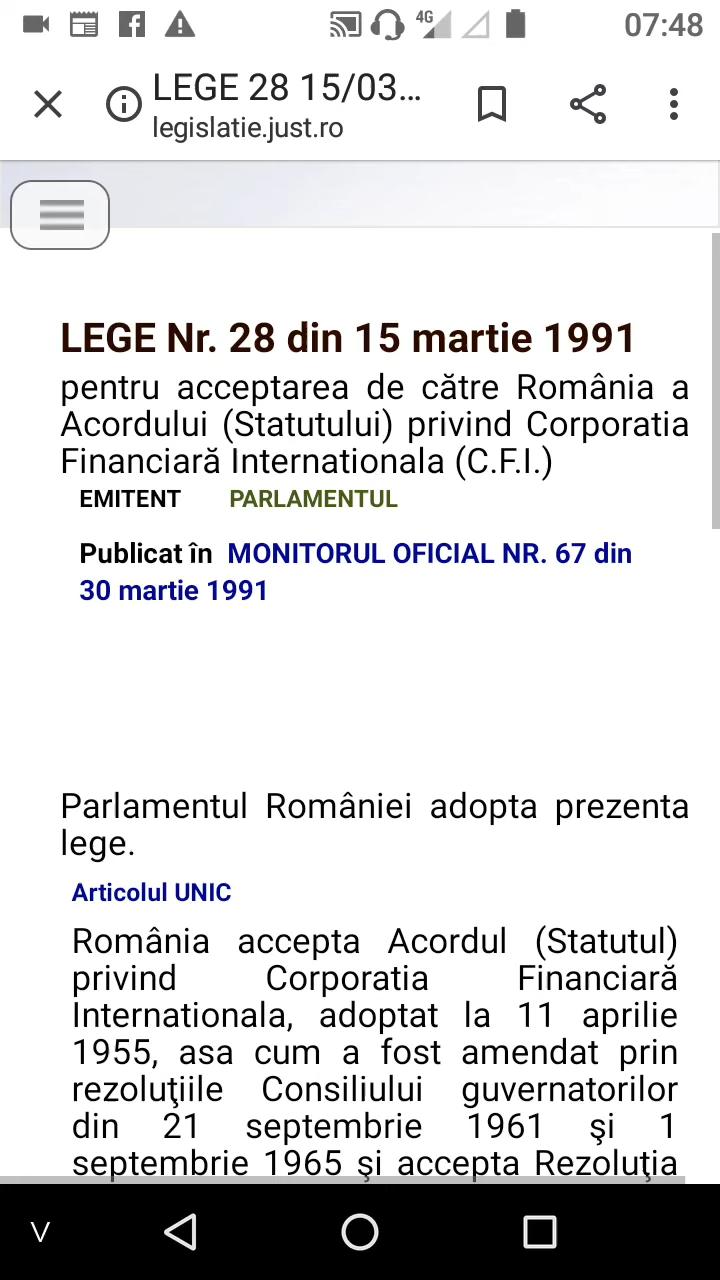 4G
07:48
LEGE 28 15/03...
legislatie.just.ro
LEGE Nr. 28 din 15 martie 1991
pentru acceptarea de către România a
Acordului (Statutului) privind Corporatia
Financiară Internationala (C.F.I.)
EMITENT PARLAMENTUL
Publicat în MONITORUL OFICIAL NR. 67 din
30 martie 1991
Parlamentul României adopta prezenta
lege.
Articolul UNIC
România accepta Acordul (Statutul)
privind Corporatia Financiară
Internationala, adoptat la 11 aprilie
1955, asa cum a fost amendat prin
rezoluţiile Consiliului guvernatorilor
din 21 septembrie 1961 şi 1
septembrie 1965 şi accepta Rezoluţia